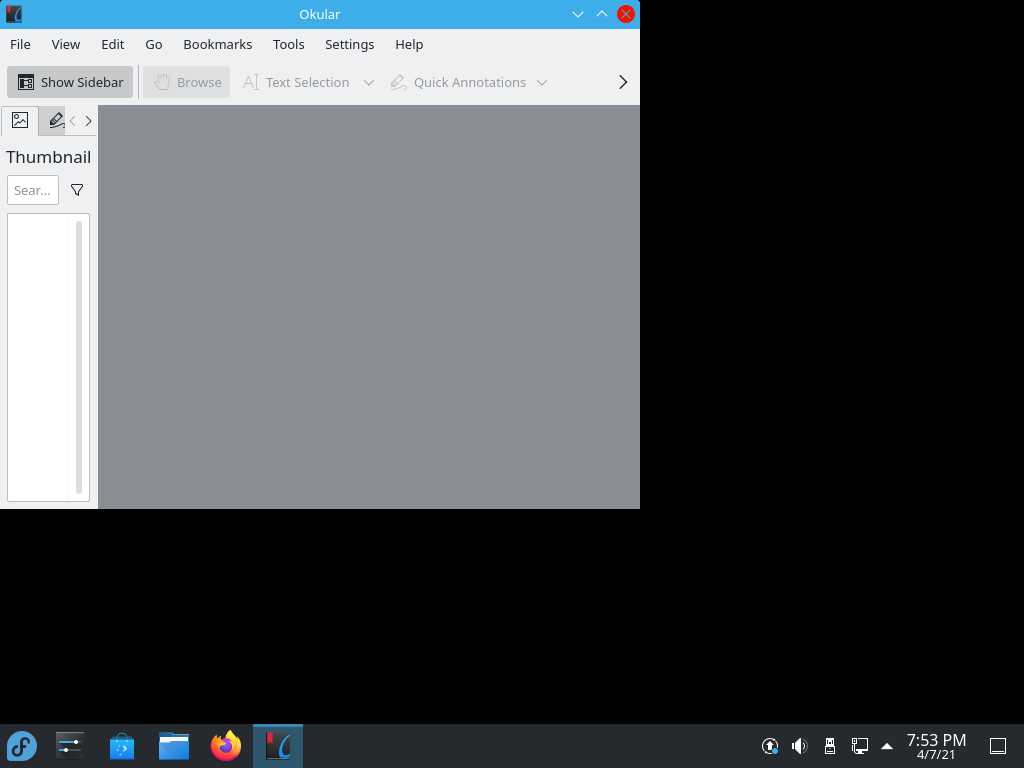 Okular
File View Edit Go Bookmarks Tools Settings Help
Show Sidebar Browse Text Selection Quick Annotations
Thumbnail
Sear...
7:53 PM
4/7/21